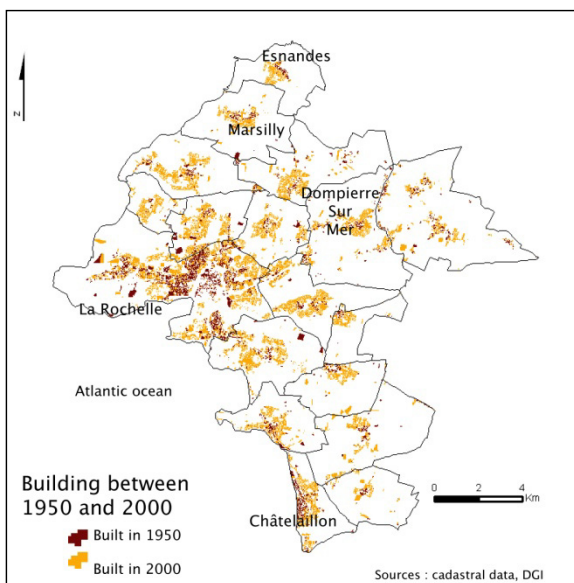 Esnandes
z
Marsilly
Dompierre
Sur
Mer
La Rochelle
Atlantic ocean
Building between
1950 and 2000
0 2 4
Km
Built in 1950
Châtelaillon
Built in 2000
Sources : cadastral data, DGI